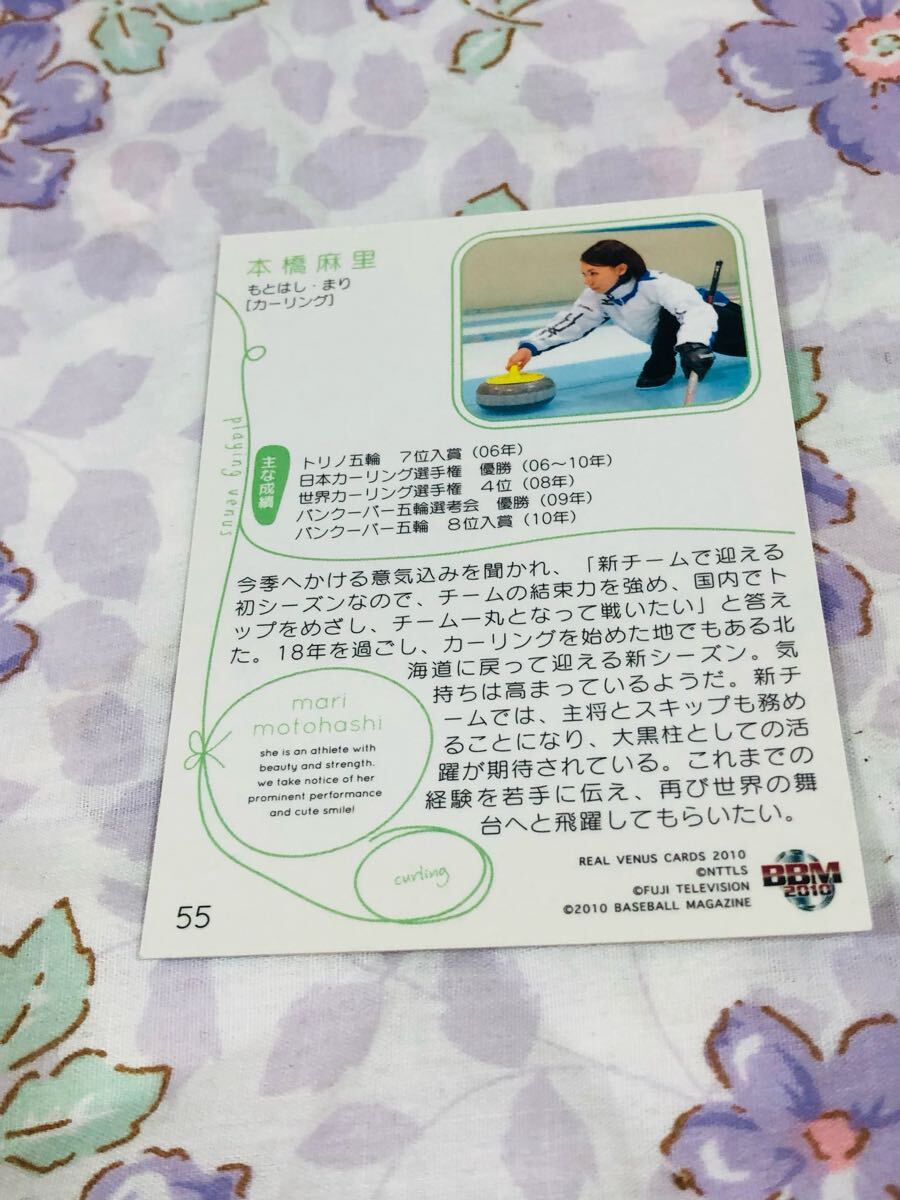 本橋麻里
もとはし・まり
[カーリング]
playing venus
主な成績
トリノ五輪 7位入賞(06年)
日本カーリング選手権 優勝(06〜10年)
世界カーリング選手権 4位(08年)
バンクーバー五輪選考会 優勝(09年)
バンクーバー五輪 8位入賞(10年)
今季へかける意気込みを聞かれ、「新チームで迎える
初シーズンなので、チームの結束力を強め、国内でト
ップをめざし、チーム一丸となって戦いたい」と答え
た。18年を過ごし、カーリングを始めた地でもある北
海道に戻って迎える新シーズン。気
持ちは高まっているようだ。新チ
ームでは、主将とスキップも務め
ることになり、大黒柱としての活
躍が期待されている。これまでの
経験を若手に伝え、再び世界の舞
台へと飛躍してもらいたい。
mari
motohashi
she is an athlete with
beauty and strength.
we take notice of her
prominent performance
and cute smile!
curling
55
REAL VENUS CARDS 2010
©NTTLS
©FUJI TELEVISION
©2010 BASEBALL MAGAZINE
BBM
2010